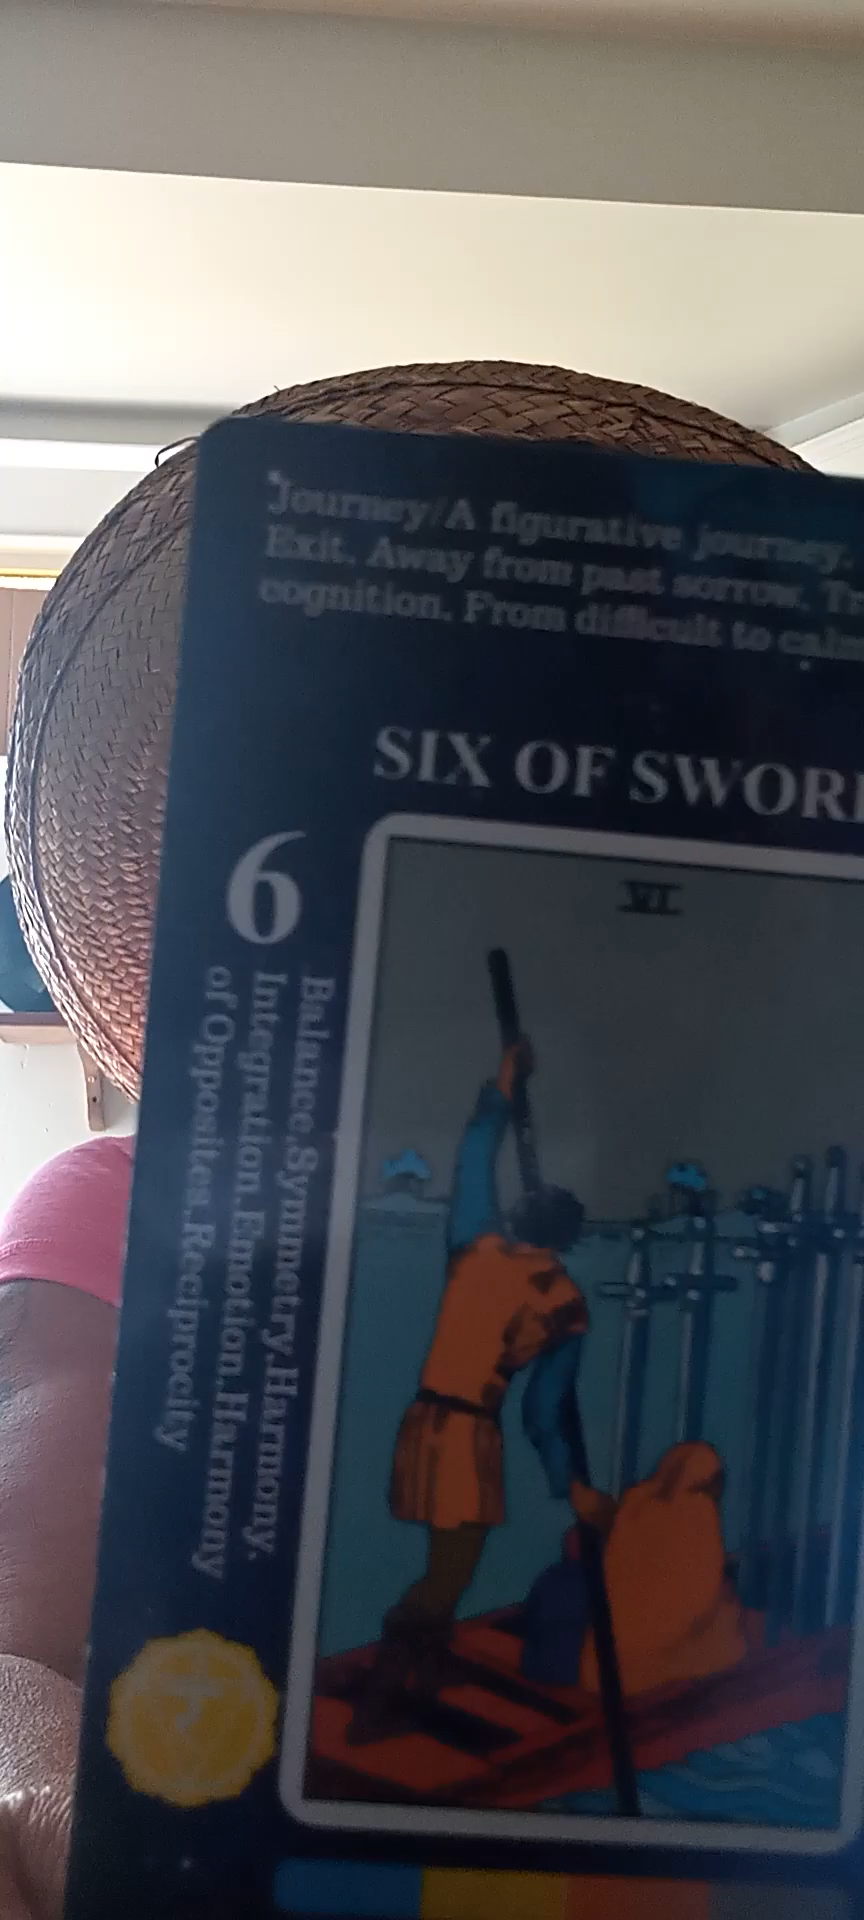 Journey/A figurative journey.
Exit. Away from past sorrow.
cognition. From difficult to calm
SIX OF SWOR
VI
6
Balance.Symmetry.Harmony.
Integration.Emotion.Harmony
of Opposites.Reciprocity